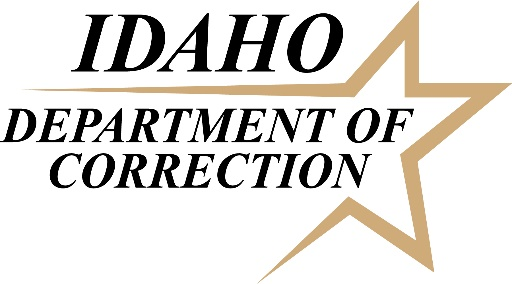 IDAHO
DEPARTMENT OF
CORRECTION